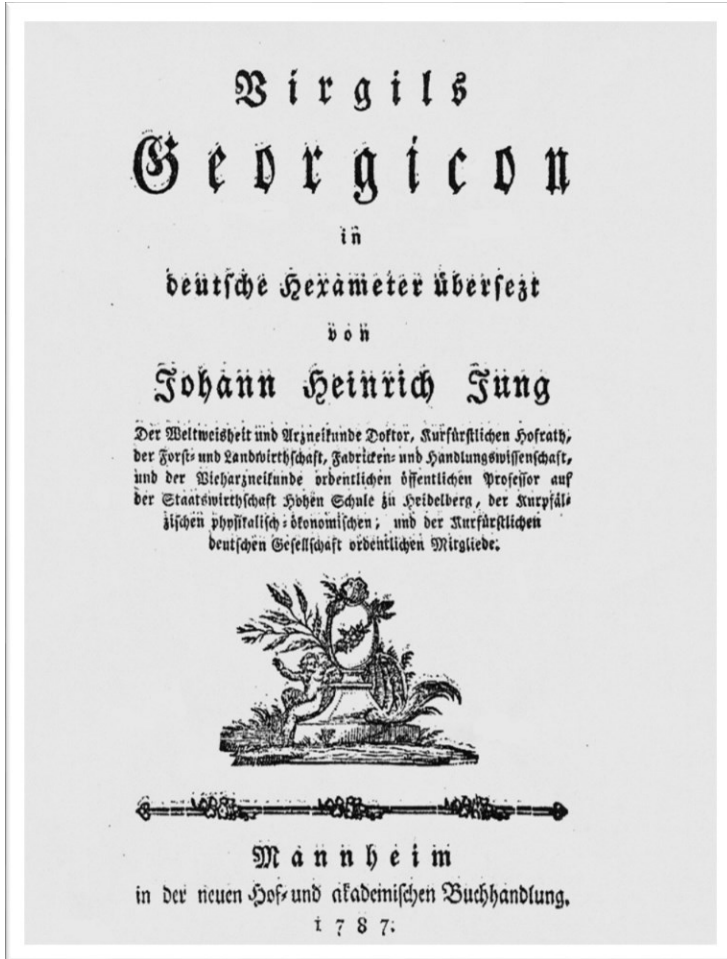 Virgils
Georgicon
in
deutsche Hexameter übersezt
von
Johann Heinrich Jung
Der Weltweisheit und Arzneikunde Doktor, Kurfürstlichen Hofrath,
der Forst- und Landwirthschaft, Fabricken- und Handlungswissenschaft,
und der Vieharzneikunde ordentlichen öffentlichen Professor auf
der Staatswirthschaft Hohen Schule zu Heidelberg, der Kurpfäl-
zischen physikalisch-ökonomischen; und der Kurfürstlichen
deutschen Gesellschaft ordentlichen Mitgliede.
Mannheim
in der neuen Hof- und akademischen Buchhandlung.
1787.